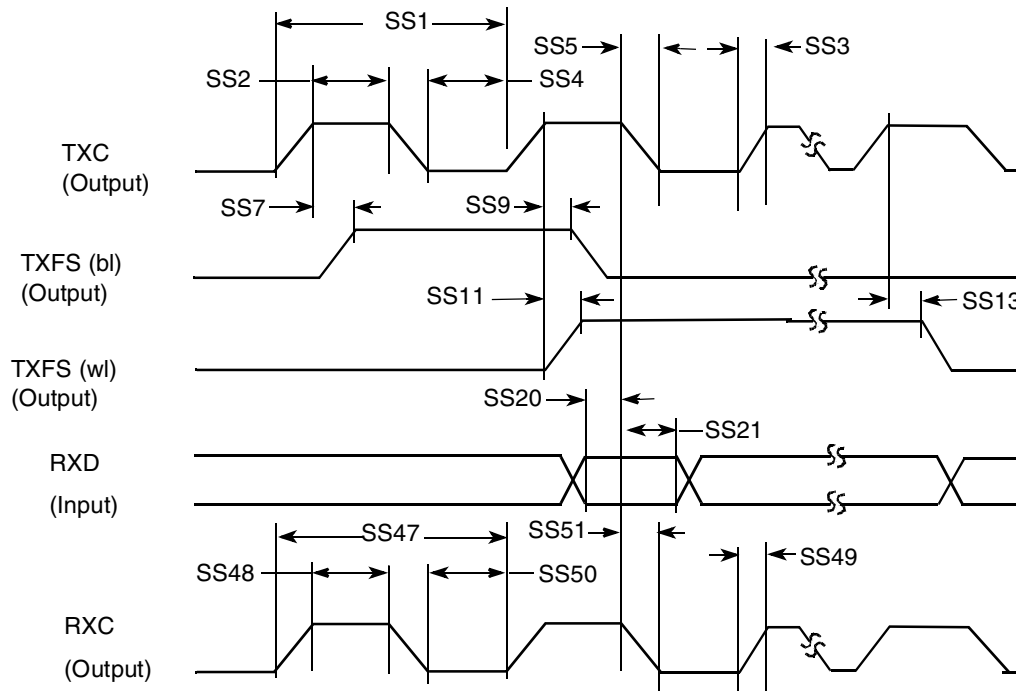 SS1
SS5
SS3
SS2
SS4
TXC
(Output)
SS7
SS9
TXFS (bl)
(Output)
SS11
SS13
TXFS (wl)
(Output)
SS20
SS21
RXD
(Input)
SS47
SS51
SS48
SS50
SS49
RXC
(Output)